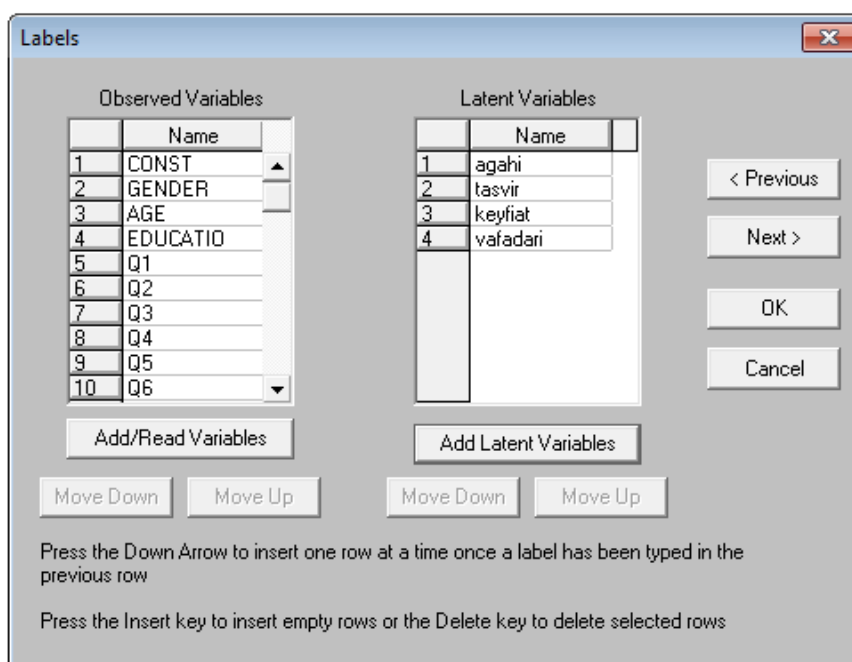 Labels
Observed Variables
Name
1 CONST
2 GENDER
3 AGE
4 EDUCATIO
5 Q1
6 Q2
7 Q3
8 Q4
9 Q5
10 Q6
Add/Read Variables
Move Down Move Up
Latent Variables
Name
1 agahi
2 tasvir
3 keyfiat
4 vafadari
Add Latent Variables
Move Down Move Up
< Previous
Next >
OK
Cancel
Press the Down Arrow to insert one row at a time once a label has been typed in the
previous row
Press the Insert key to insert empty rows or the Delete key to delete selected rows